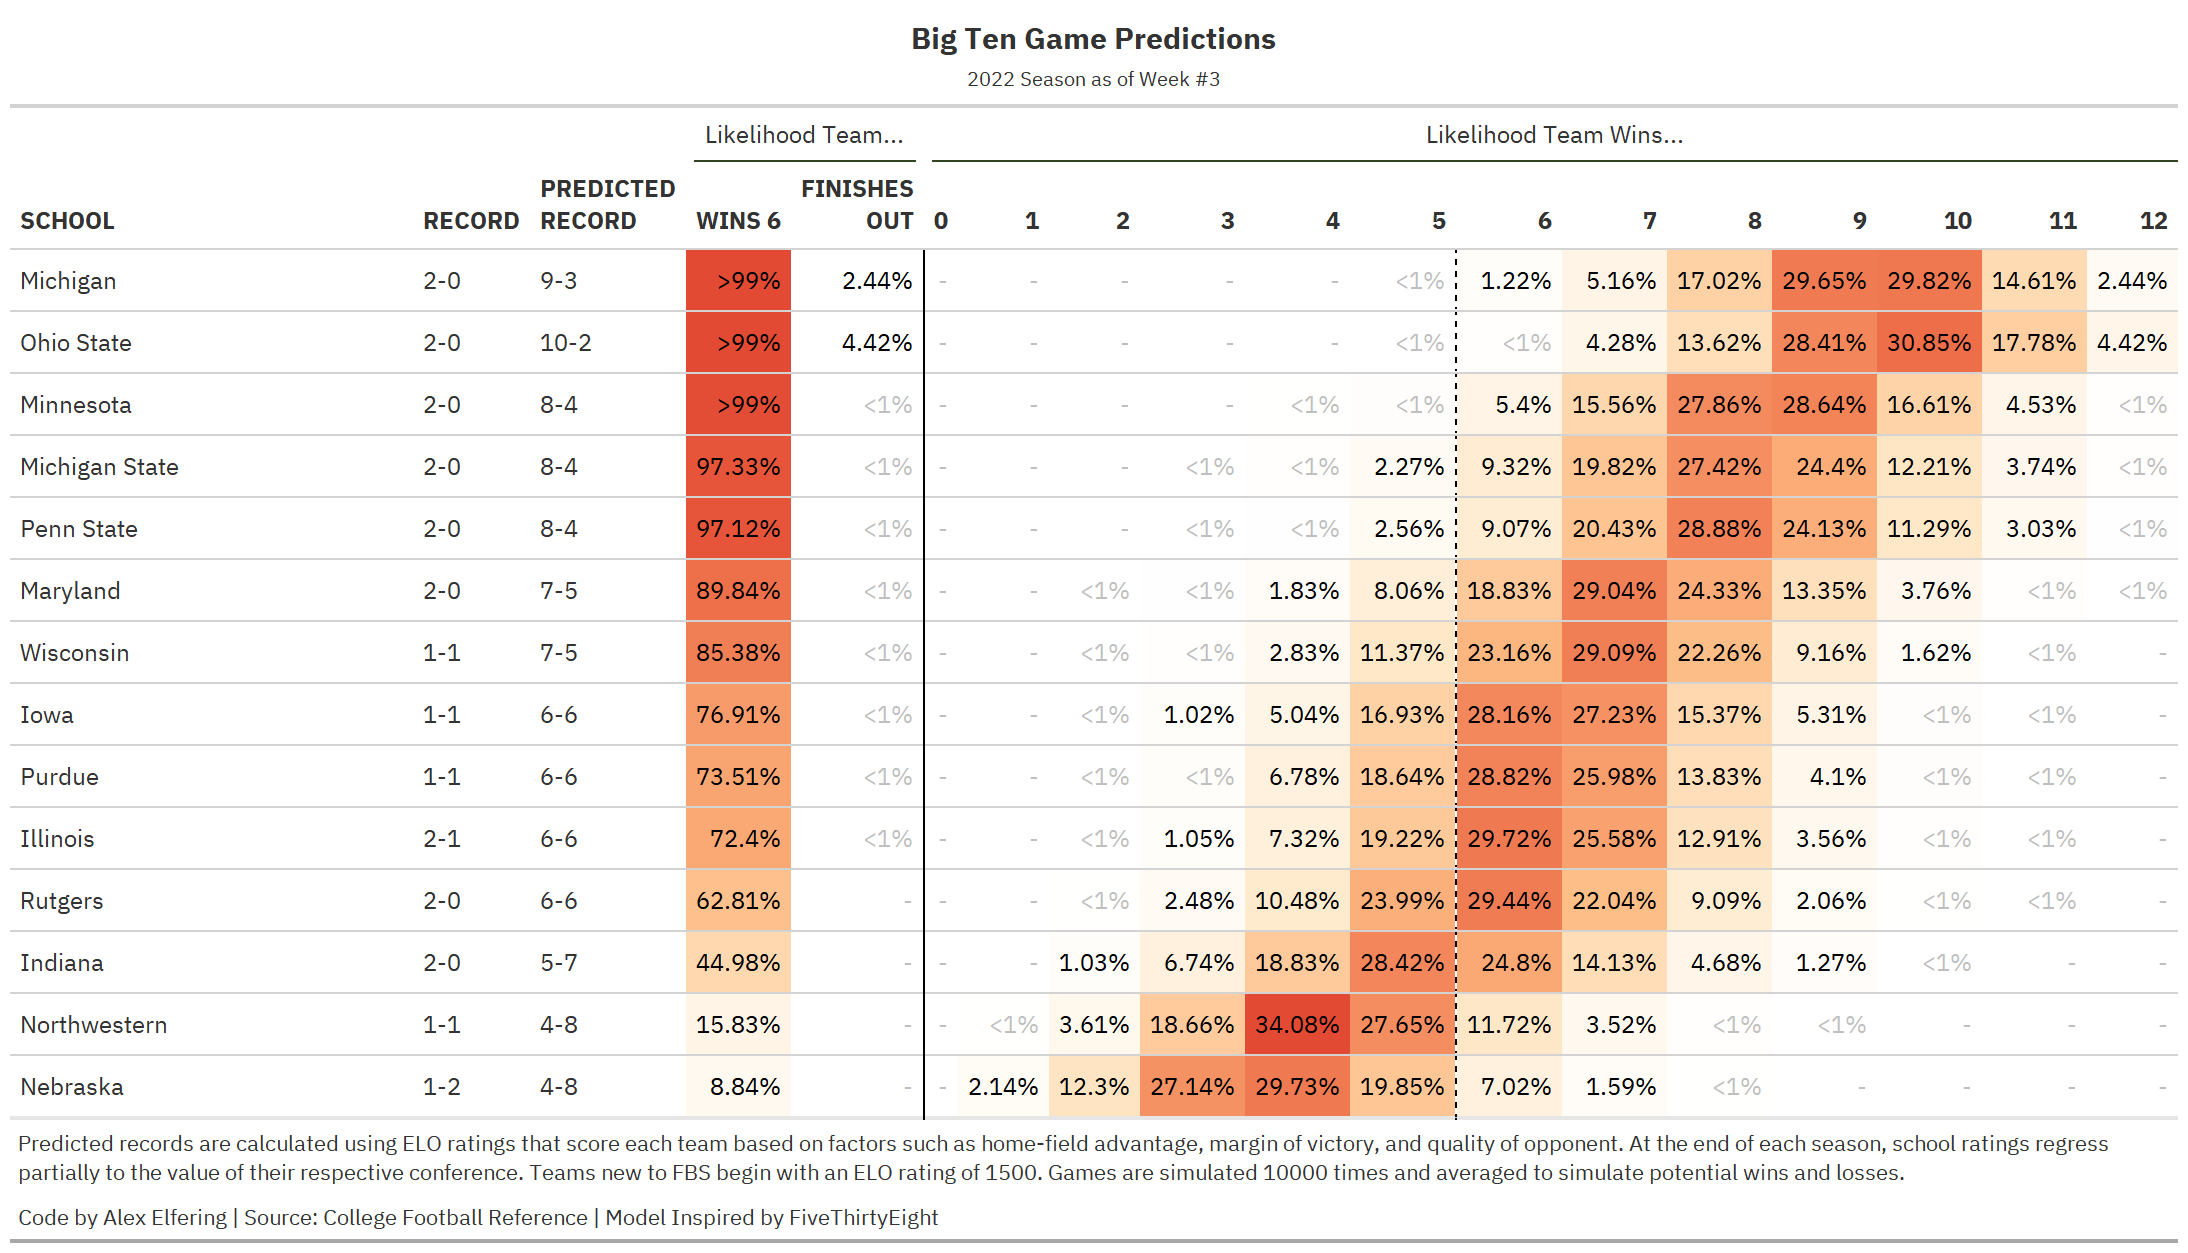 Big Ten Game Predictions
2022 Season as of Week #3
Likelihood Team... Likelihood Team Wins...
SCHOOL RECORD PREDICTED RECORD WINS 6 FINISHES OUT 0 1 2 3 4 5 6 7 8 9 10 11 12
Michigan 2-0 9-3 >99% 2.44% - - - - - <1% 1.22% 5.16% 17.02% 29.65% 29.82% 14.61% 2.44%
Ohio State 2-0 10-2 >99% 4.42% - - - - - <1% <1% 4.28% 13.62% 28.41% 30.85% 17.78% 4.42%
Minnesota 2-0 8-4 >99% <1% - - - - <1% <1% 5.4% 15.56% 27.86% 28.64% 16.61% 4.53% <1%
Michigan State 2-0 8-4 97.33% <1% - - - <1% <1% 2.27% 9.32% 19.82% 27.42% 24.4% 12.21% 3.74% <1%
Penn State 2-0 8-4 97.12% <1% - - - <1% <1% 2.56% 9.07% 20.43% 28.88% 24.13% 11.29% 3.03% <1%
Maryland 2-0 7-5 89.84% <1% - - <1% <1% 1.83% 8.06% 18.83% 29.04% 24.33% 13.35% 3.76% <1% <1%
Wisconsin 1-1 7-5 85.38% <1% - - <1% <1% 2.83% 11.37% 23.16% 29.09% 22.26% 9.16% 1.62% <1% -
Iowa 1-1 6-6 76.91% <1% - - <1% 1.02% 5.04% 16.93% 28.16% 27.23% 15.37% 5.31% <1% <1% -
Purdue 1-1 6-6 73.51% <1% - - <1% <1% 6.78% 18.64% 28.82% 25.98% 13.83% 4.1% <1% <1% -
Illinois 2-1 6-6 72.4% <1% - - <1% 1.05% 7.32% 19.22% 29.72% 25.58% 12.91% 3.56% <1% <1% -
Rutgers 2-0 6-6 62.81% - - - <1% 2.48% 10.48% 23.99% 29.44% 22.04% 9.09% 2.06% <1% <1% -
Indiana 2-0 5-7 44.98% - - - 1.03% 6.74% 18.83% 28.42% 24.8% 14.13% 4.68% 1.27% <1% - -
Northwestern 1-1 4-8 15.83% - - <1% 3.61% 18.66% 34.08% 27.65% 11.72% 3.52% <1% <1% - - -
Nebraska 1-2 4-8 8.84% - - 2.14% 12.3% 27.14% 29.73% 19.85% 7.02% 1.59% <1% - - - -
Predicted records are calculated using ELO ratings that score each team based on factors such as home-field advantage, margin of victory, and quality of opponent. At the end of each season, school ratings regress
partially to the value of their respective conference. Teams new to FBS begin with an ELO rating of 1500. Games are simulated 10000 times and averaged to simulate potential wins and losses.
Code by Alex Elfering | Source: College Football Reference | Model Inspired by FiveThirtyEight